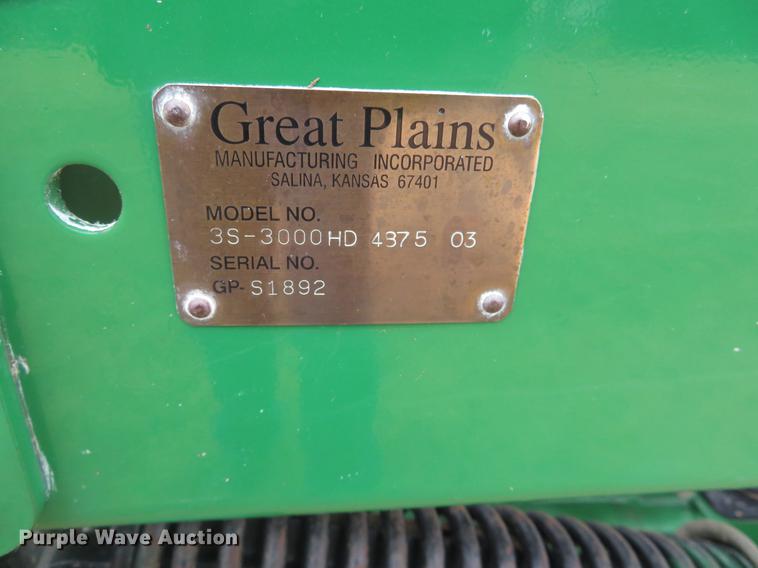 Great Plains
MANUFACTURING INCORPORATED
SALINA, KANSAS 67401
MODEL NO.
3S-3000HD 4875 03
SERIAL NO.
GP-S1892
Purple Wave Auction